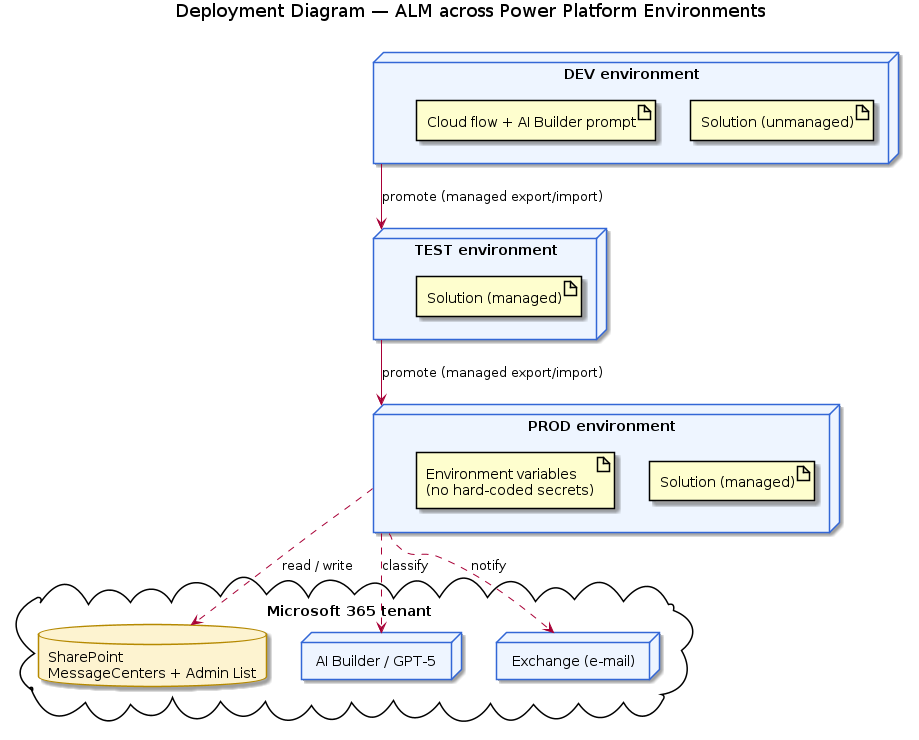 Deployment Diagram — ALM across Power Platform Environments
DEV environment
Cloud flow + AI Builder prompt
Solution (unmanaged)
promote (managed export/import)
TEST environment
Solution (managed)
promote (managed export/import)
PROD environment
Environment variables
(no hard-coded secrets)
Solution (managed)
read / write
classify
notify
Microsoft 365 tenant
SharePoint
MessageCenters + Admin List
AI Builder / GPT-5
Exchange (e-mail)